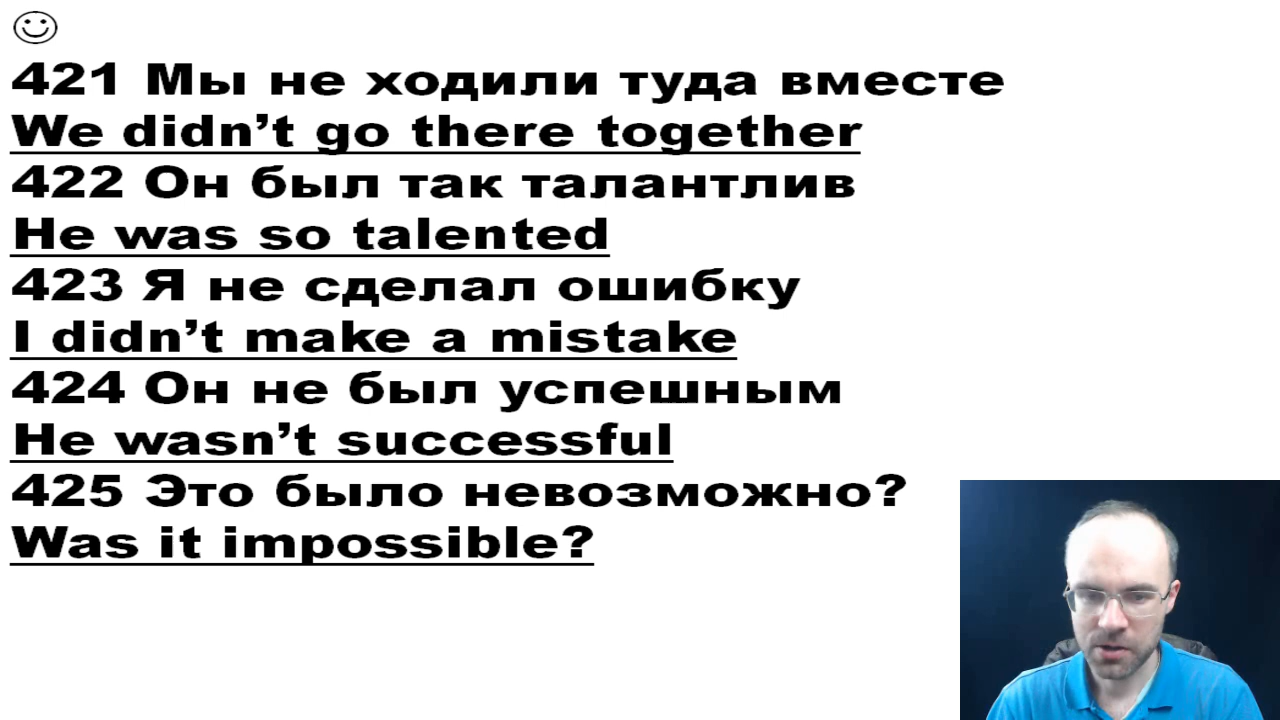 421 Мы не ходили туда вместе
We didn’t go there together
422 Он был так талантлив
He was so talented
423 Я не сделал ошибку
I didn’t make a mistake
424 Он не был успешным
He wasn’t successful
425 Это было невозможно?
Was it impossible?